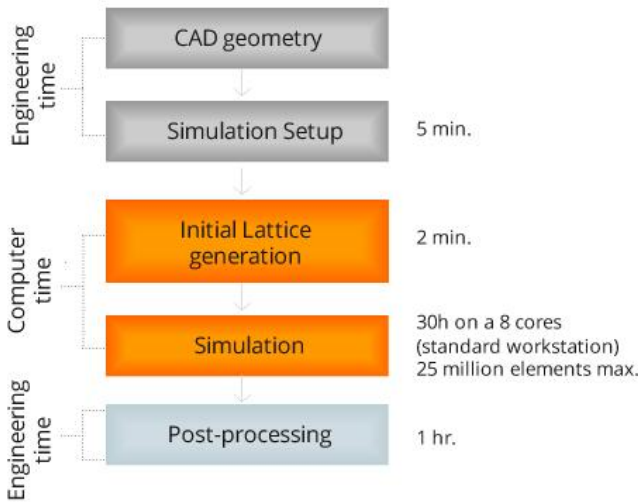 Engineering
time
CAD geometry
Simulation Setup
5 min.
Computer
time
Initial Lattice
generation
2 min.
Simulation
30h on a 8 cores
(standard workstation)
25 million elements max.
Engineering
time
Post-processing
1 hr.